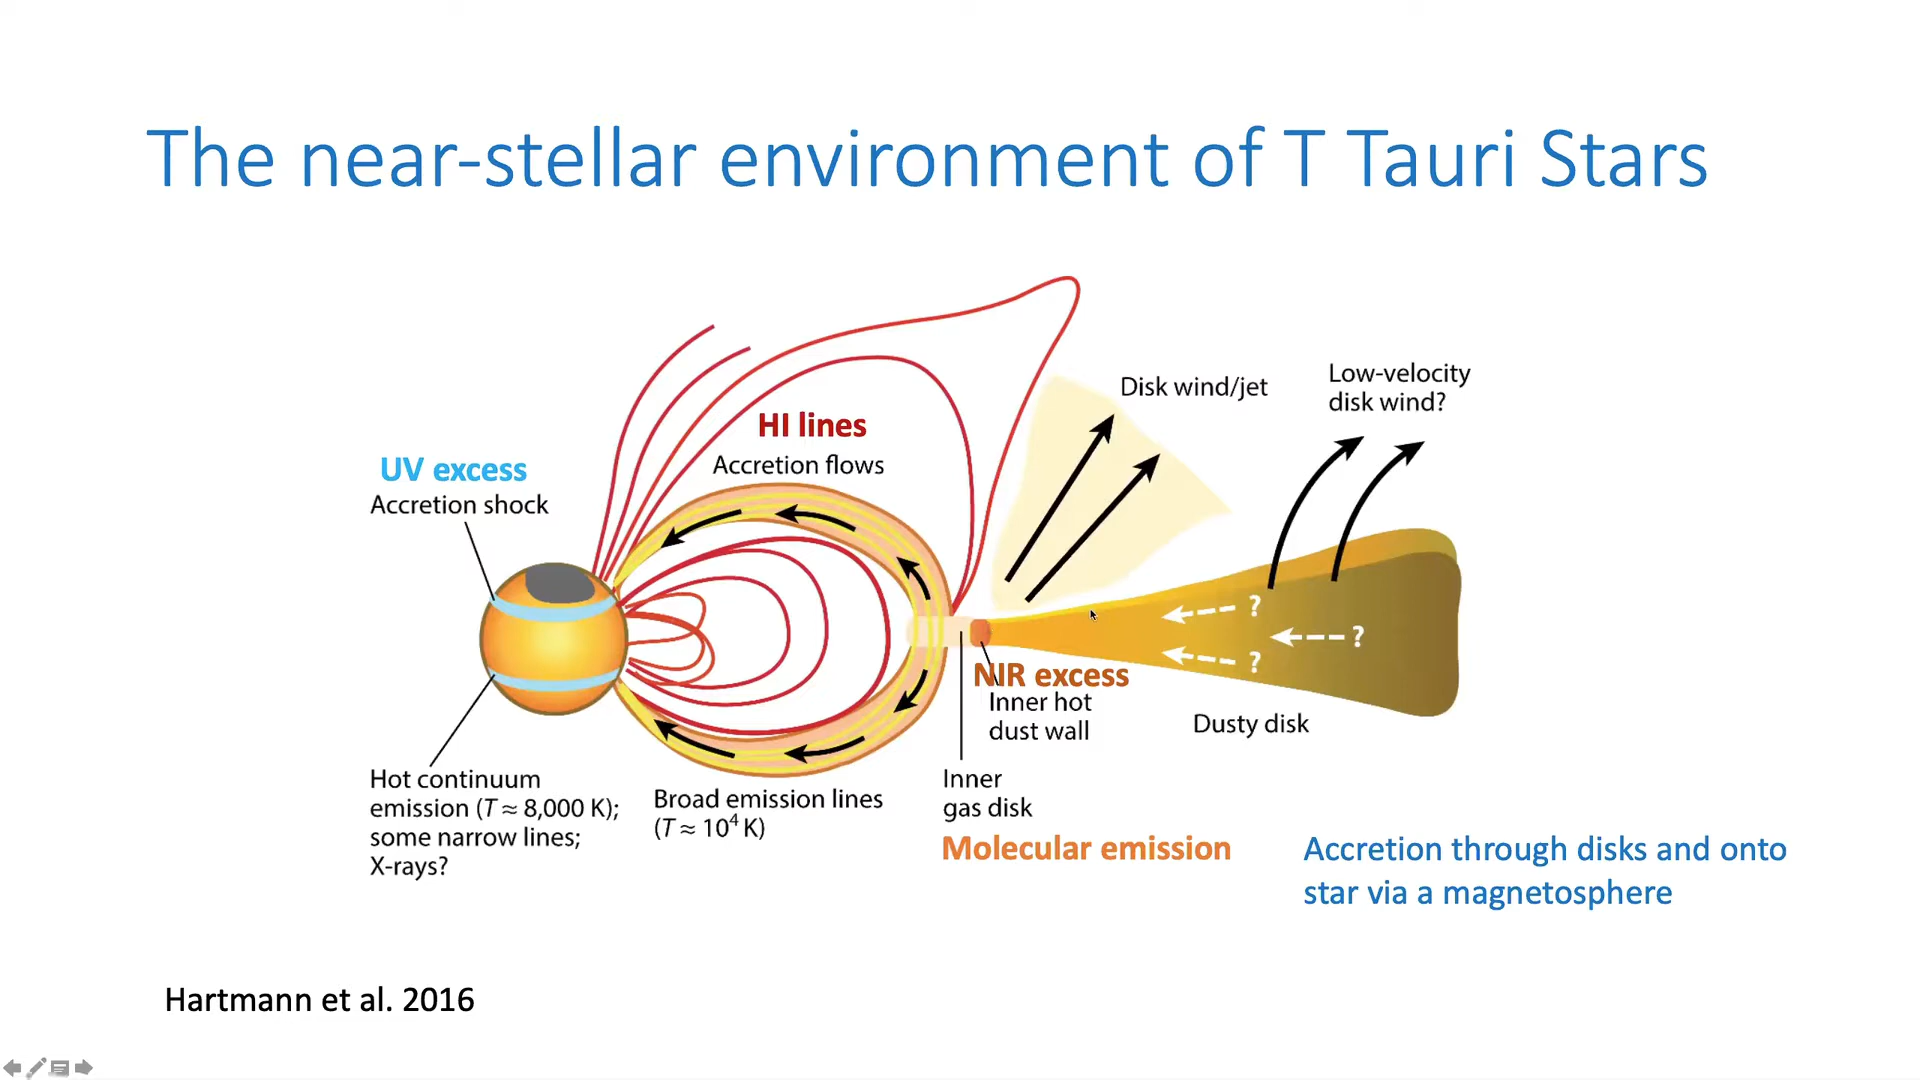 The near-stellar environment of T Tauri Stars
Disk wind/jet
Low-velocity
disk wind?
HI lines
Accretion flows
UV excess
Accretion shock
?
?
?
NIR excess
Inner hot
dust wall
Dusty disk
Hot continuum
emission (T ≈ 8,000 K);
some narrow lines;
X-rays?
Broad emission lines
(T ≈ 10⁴ K)
Inner
gas disk
Molecular emission
Accretion through disks and onto
star via a magnetosphere
Hartmann et al. 2016